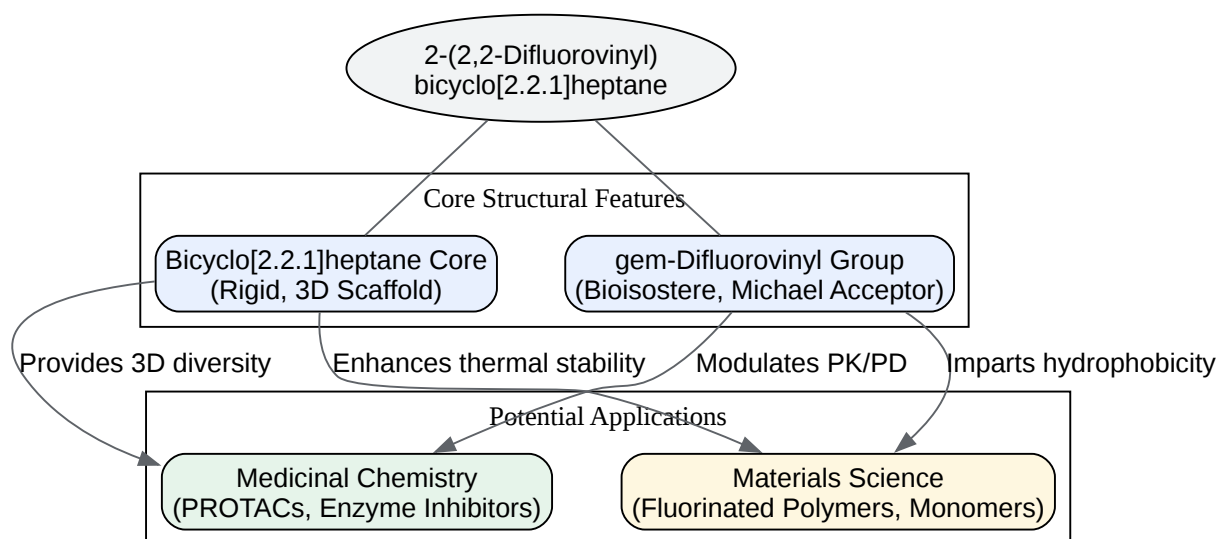 2-(2,2-Difluorovinyl)
bicyclo[2.2.1]heptane
Core Structural Features
Bicyclo[2.2.1]heptane Core
(Rigid, 3D Scaffold)
gem-Difluorovinyl Group
(Bioisostere, Michael Acceptor)
Provides 3D diversity
Enhances thermal stability
Modulates PK/PD
Imparts hydrophobicity
Potential Applications
Medicinal Chemistry
(PROTACs, Enzyme Inhibitors)
Materials Science
(Fluorinated Polymers, Monomers)